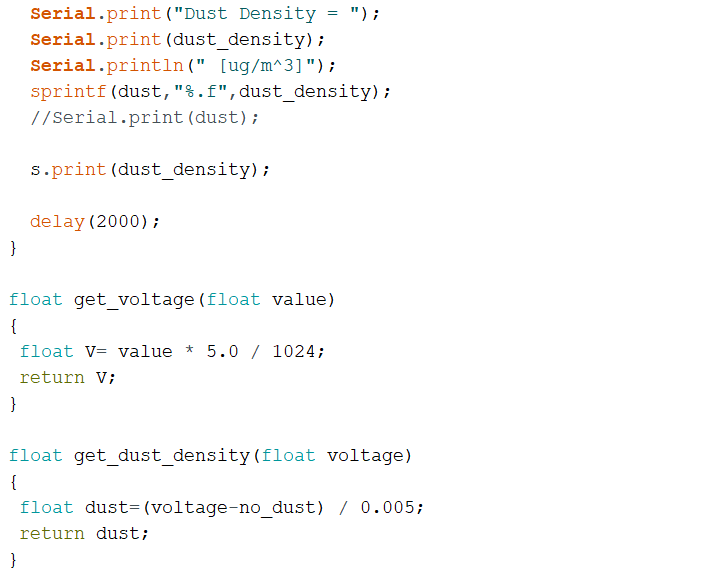 Serial.print("Dust Density = ");
Serial.print(dust_density);
Serial.println(" [ug/m^3]");
sprintf(dust,"%.f",dust_density);
//Serial.print(dust);
s.print(dust_density);
delay(2000);
}
float get_voltage(float value)
{
float V= value * 5.0 / 1024;
return V;
}
float get_dust_density(float voltage)
{
float dust=(voltage-no_dust) / 0.005;
return dust;
}